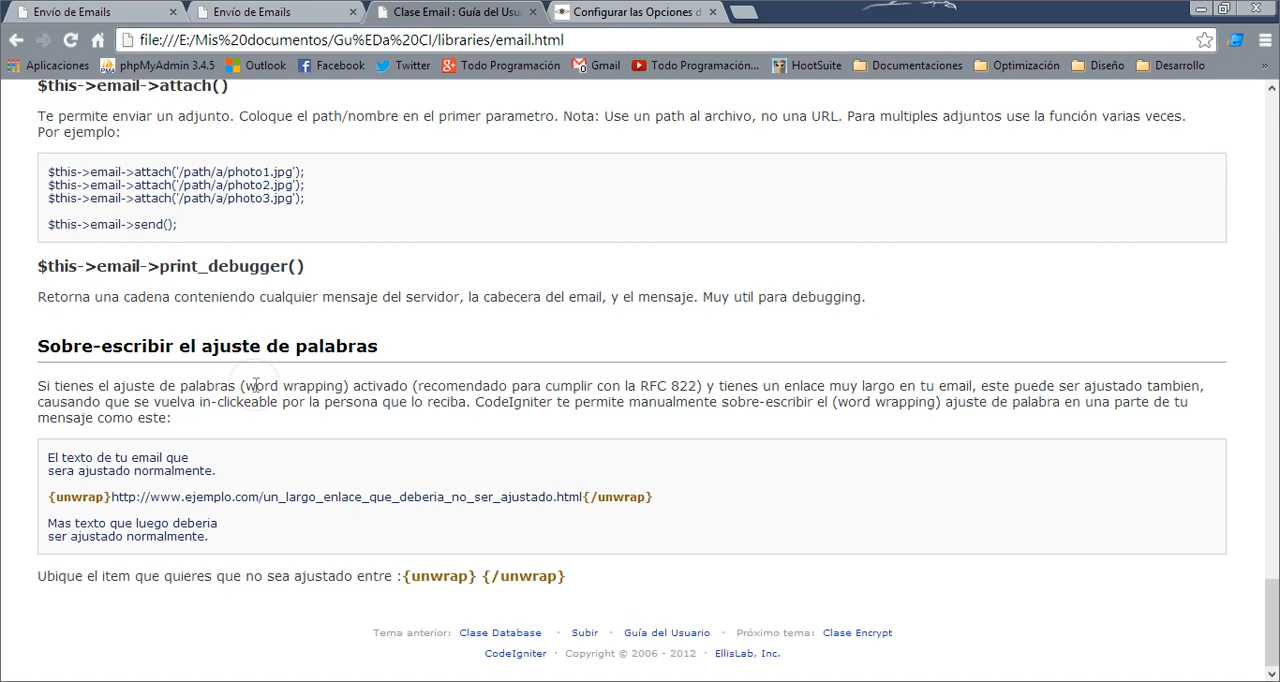 Envío de Emails
Envío de Emails
Clase Email : Guía del Usu
Configurar las Opciones d
file:///E:/Mis%20documentos/Gu%EDa%20CI/libraries/email.html
Aplicaciones phpMyAdmin 3.4.5 Outlook Facebook Twitter Todo Programación Gmail Todo Programación... HootSuite Documentaciones Optimización Diseño Desarrollo »
$this->email->attach()
Te permite enviar un adjunto. Coloque el path/nombre en el primer parametro. Nota: Use un path al archivo, no una URL. Para multiples adjuntos use la función varias veces.
Por ejemplo:
$this->email->attach('/path/a/photo1.jpg');
$this->email->attach('/path/a/photo2.jpg');
$this->email->attach('/path/a/photo3.jpg');
$this->email->send();
$this->email->print_debugger()
Retorna una cadena conteniendo cualquier mensaje del servidor, la cabecera del email, y el mensaje. Muy util para debugging.
Sobre-escribir el ajuste de palabras
Si tienes el ajuste de palabras (word wrapping) activado (recomendado para cumplir con la RFC 822) y tienes un enlace muy largo en tu email, este puede ser ajustado tambien,
causando que se vuelva in-clickeable por la persona que lo reciba. CodeIgniter te permite manualmente sobre-escribir el (word wrapping) ajuste de palabra en una parte de tu
mensaje como este:
El texto de tu email que
sera ajustado normalmente.
{unwrap}http://www.ejemplo.com/un_largo_enlace_que_deberia_no_ser_ajustado.html{/unwrap}
Mas texto que luego deberia
ser ajustado normalmente.
Ubique el item que quieres que no sea ajustado entre :{unwrap} {/unwrap}
Tema anterior: Clase Database · Subir · Guía del Usuario · Próximo tema: Clase Encrypt
CodeIgniter · Copyright © 2006 - 2012 · EllisLab, Inc.